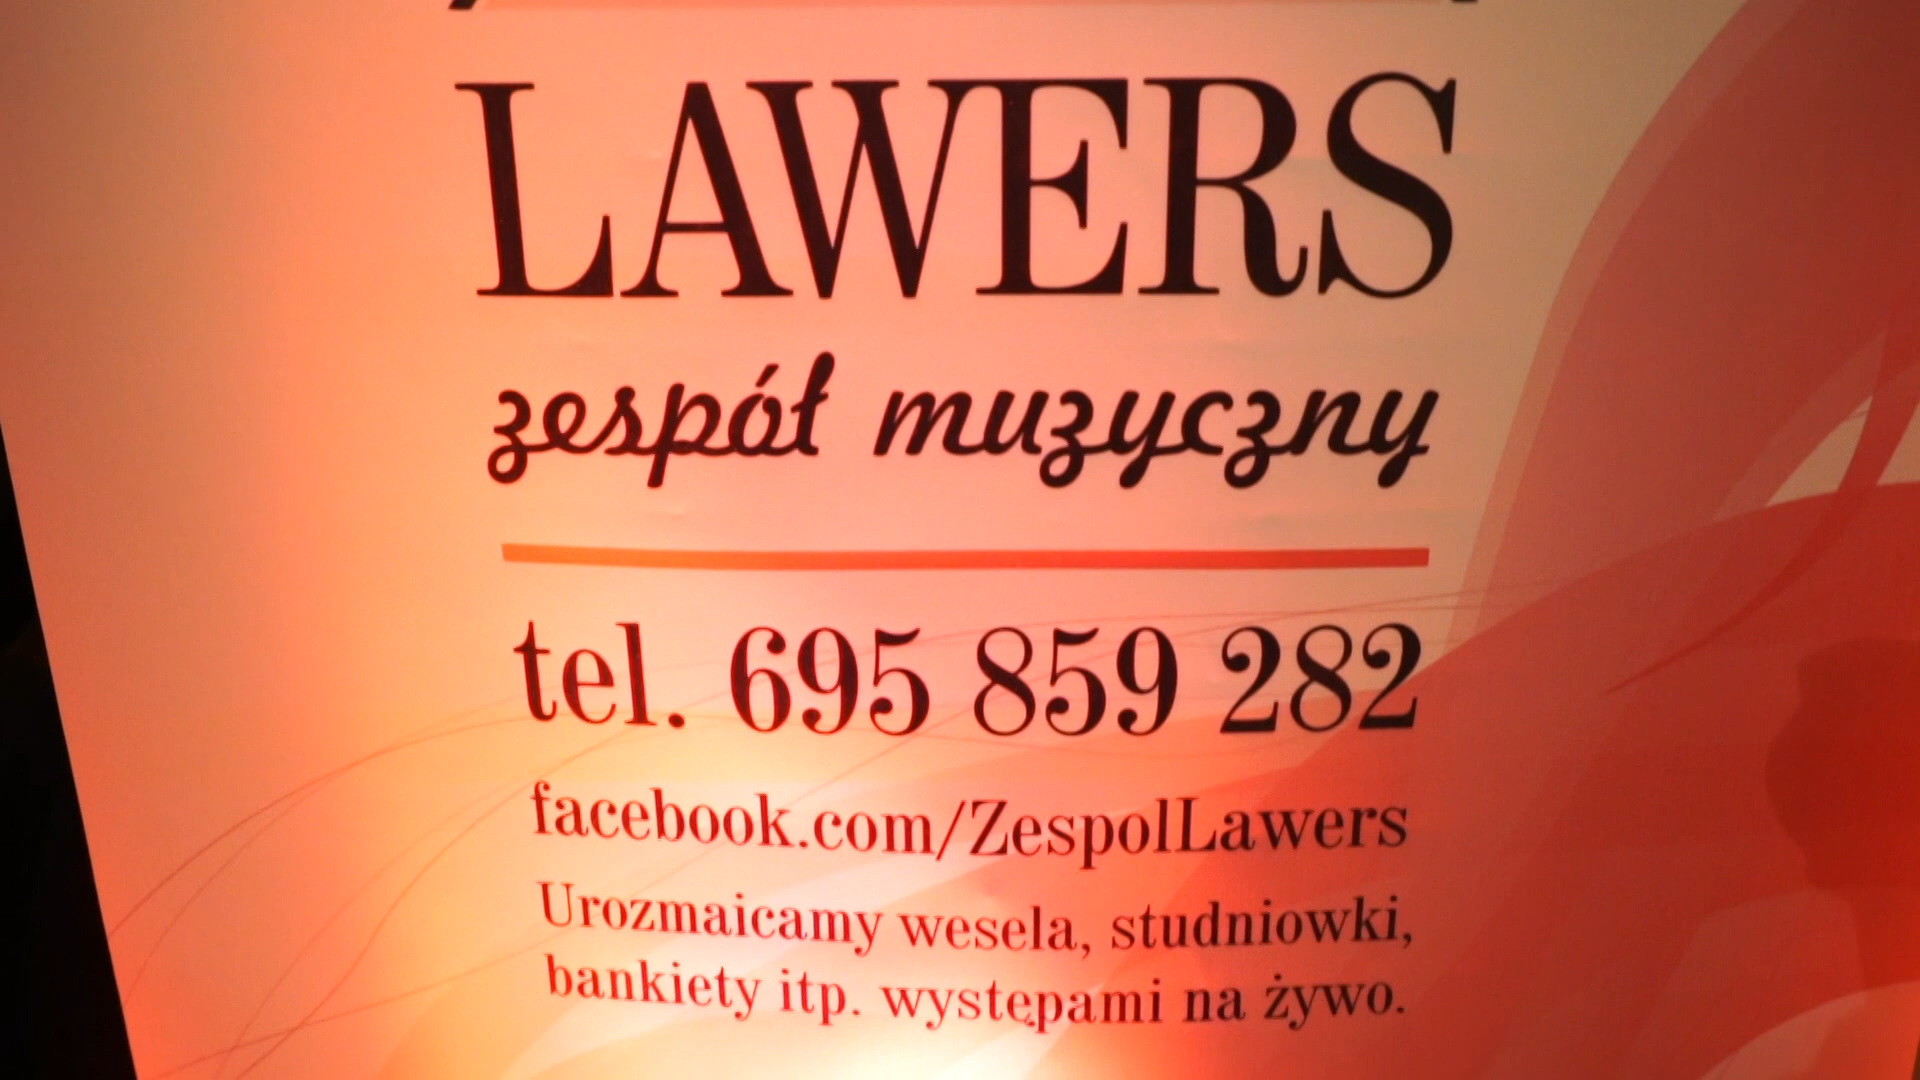 LAWERS
zespół muzyczny
tel. 695 859 282
facebook.com/ZespolLawers
Urozmaicamy wesela, studniowki,
bankiety itp. występami na żywo.